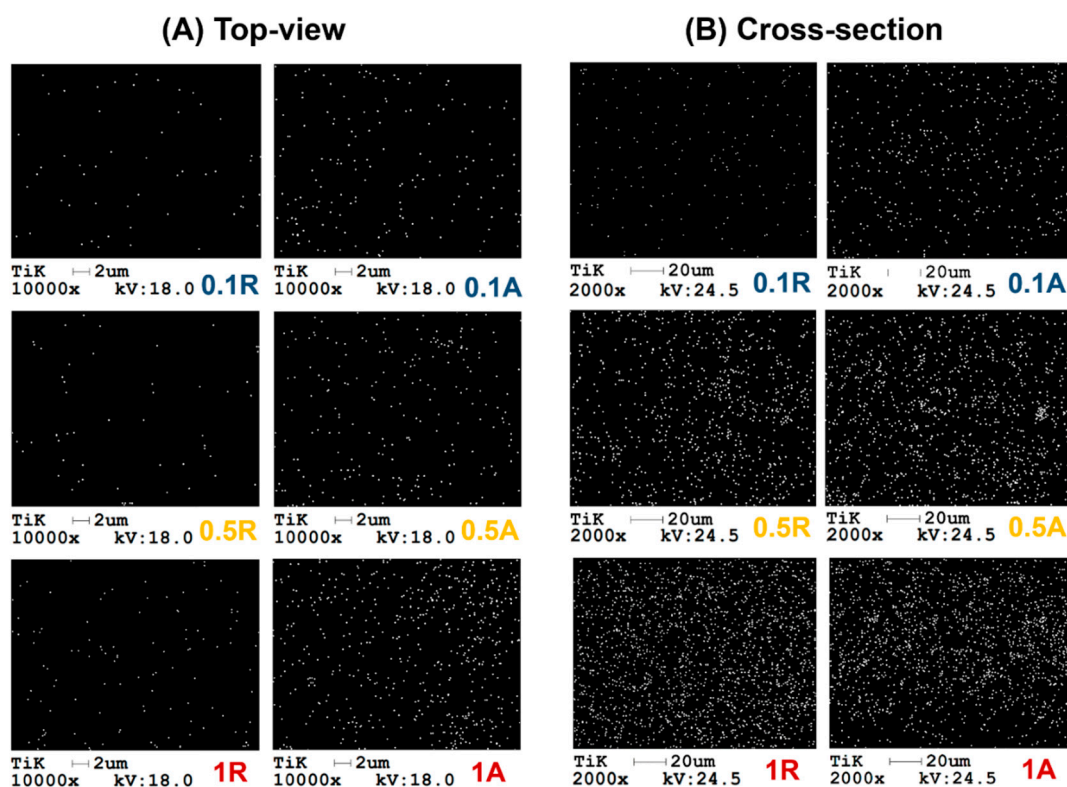 (A) Top-view
(B) Cross-section
TiK 2um
10000x kV:18.0 0.1R
TiK 2um
10000x kV:18.0 0.1A
TiK 20um
2000x kV:24.5 0.1R
TiK 20um
2000x kV:24.5 0.1A
TiK 2um
10000x kV:18.0 0.5R
TiK 2um
10000x kV:18.0 0.5A
TiK 20um
2000x kV:24.5 0.5R
TiK 20um
2000x kV:24.5 0.5A
TiK 2um
10000x kV:18.0 1R
TiK 2um
10000x kV:18.0 1A
TiK 20um
2000x kV:24.5 1R
TiK 20um
2000x kV:24.5 1A